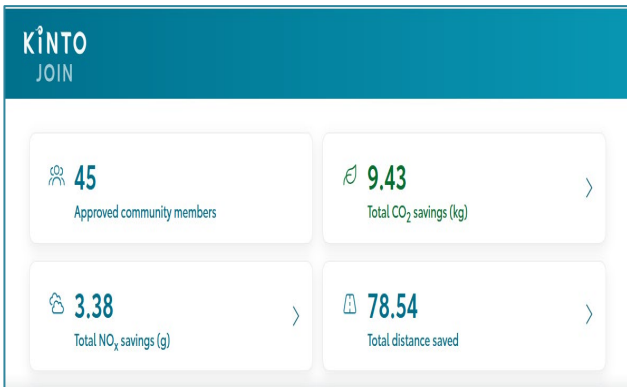 KINTO
JOIN
45
Approved community members
9.43
Total CO₂ savings (kg)
3.38
Total NOₓ savings (g)
78.54
Total distance saved